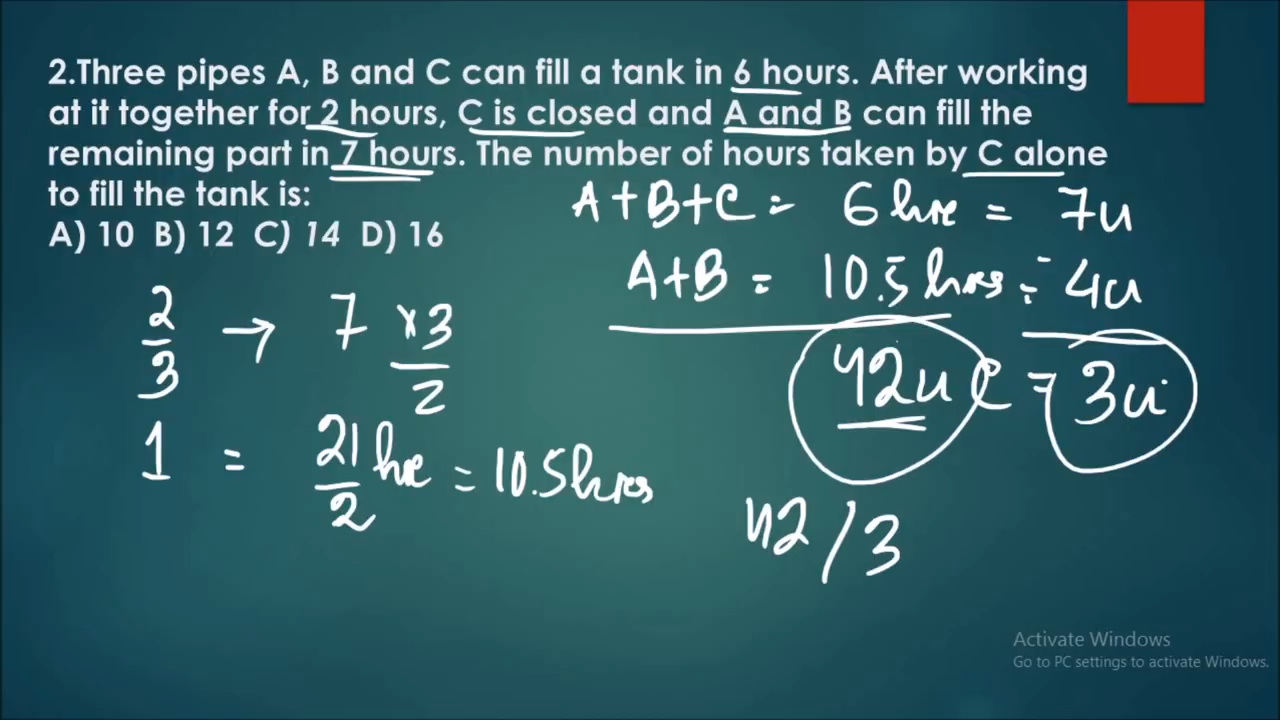 2.Three pipes A, B and C can fill a tank in 6 hours. After working
at it together for 2 hours, C is closed and A and B can fill the
remaining part in 7 hours. The number of hours taken by C alone
to fill the tank is:
A) 10 B) 12 C) 14 D) 16
A+B+C = 6 hrs = 7u
A+B = 10.5 hrs = 4u
42u C = 3u
2/3 → 7 × 3/2
1 = 21/2 hrs = 10.5 hrs
42/3
Activate Windows
Go to PC settings to activate Windows.